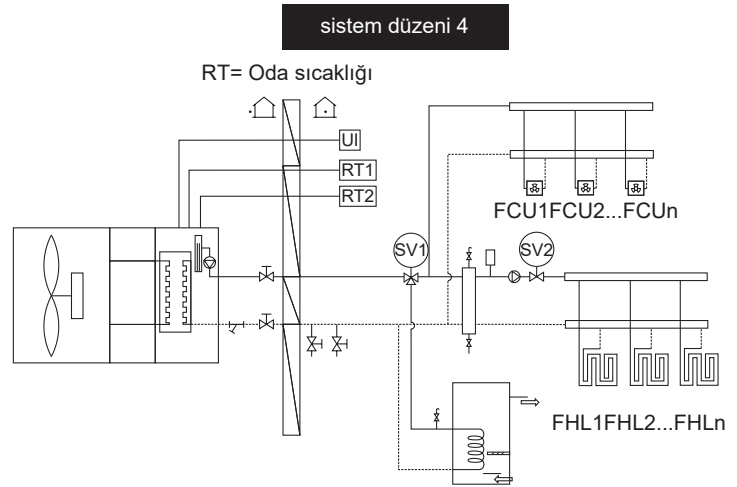 sistem düzeni 4
RT= Oda sıcaklığı
UI
RT1
RT2
FCU1FCU2...FCUn
SV1
SV2
FHL1FHL2...FHLn